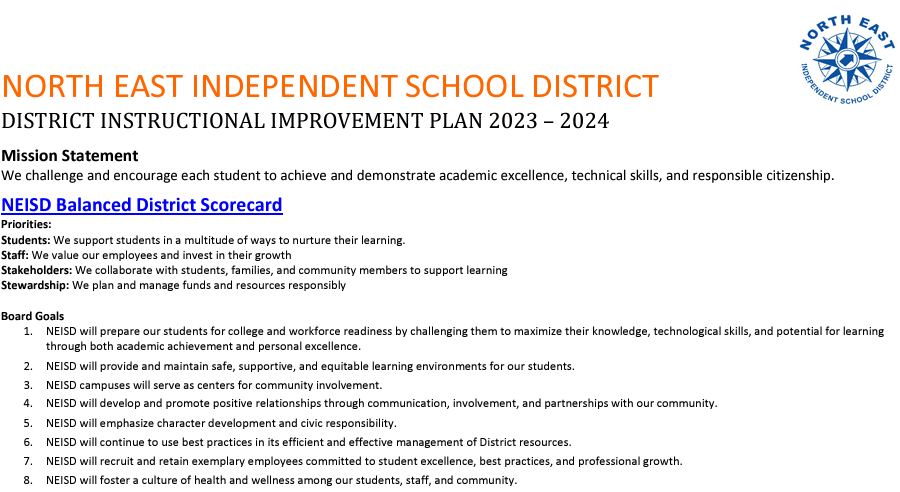 NORTH EAST
INDEPENDENT SCHOOL DISTRICT
NORTH EAST INDEPENDENT SCHOOL DISTRICT
DISTRICT INSTRUCTIONAL IMPROVEMENT PLAN 2023 – 2024
Mission Statement
We challenge and encourage each student to achieve and demonstrate academic excellence, technical skills, and responsible citizenship.
NEISD Balanced District Scorecard
Priorities:
Students: We support students in a multitude of ways to nurture their learning.
Staff: We value our employees and invest in their growth
Stakeholders: We collaborate with students, families, and community members to support learning
Stewardship: We plan and manage funds and resources responsibly
Board Goals
1. NEISD will prepare our students for college and workforce readiness by challenging them to maximize their knowledge, technological skills, and potential for learning
through both academic achievement and personal excellence.
2. NEISD will provide and maintain safe, supportive, and equitable learning environments for our students.
3. NEISD campuses will serve as centers for community involvement.
4. NEISD will develop and promote positive relationships through communication, involvement, and partnerships with our community.
5. NEISD will emphasize character development and civic responsibility.
6. NEISD will continue to use best practices in its efficient and effective management of District resources.
7. NEISD will recruit and retain exemplary employees committed to student excellence, best practices, and professional growth.
8. NEISD will foster a culture of health and wellness among our students, staff, and community.